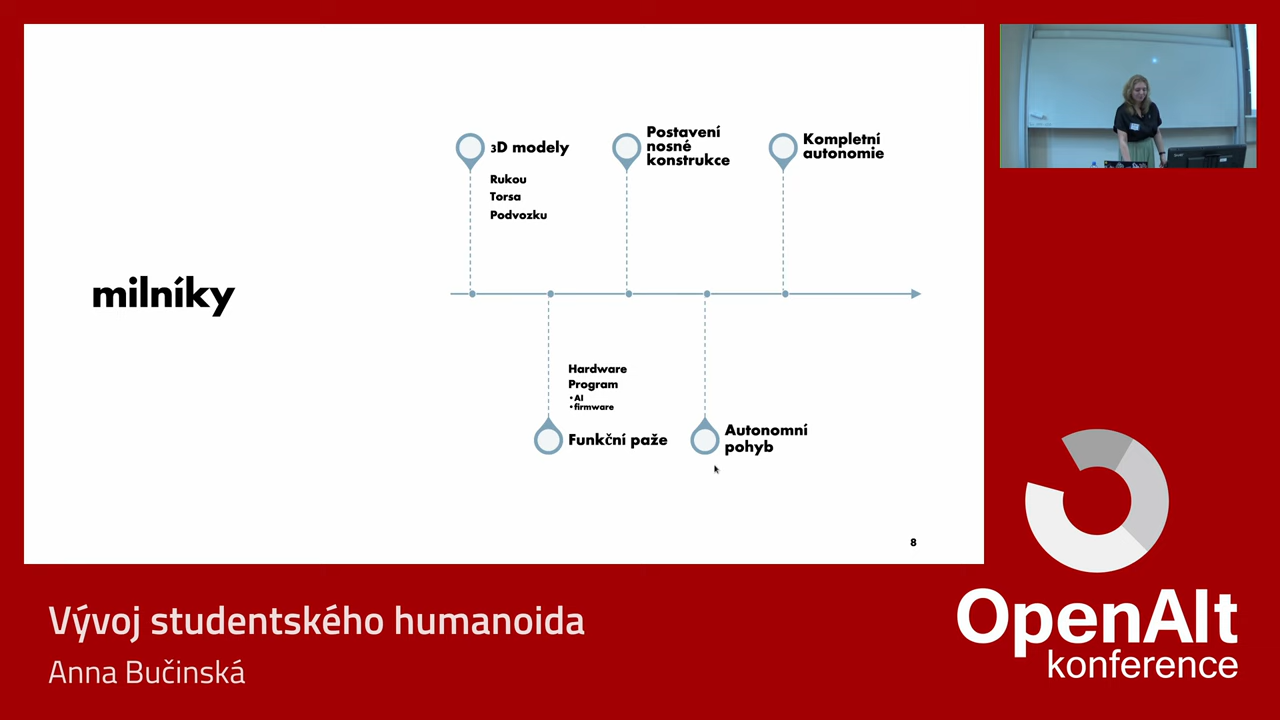 milníky
3D modely
Rukou
Torsa
Podvozku
Postavení
nosné
konstrukce
Kompletní
autonomie
Hardware
Program
• AI
• firmware
Funkční paže
Autonomní
pohyb
8
Vývoj studentského humanoida
Anna Bučinská
OpenAlt
konference